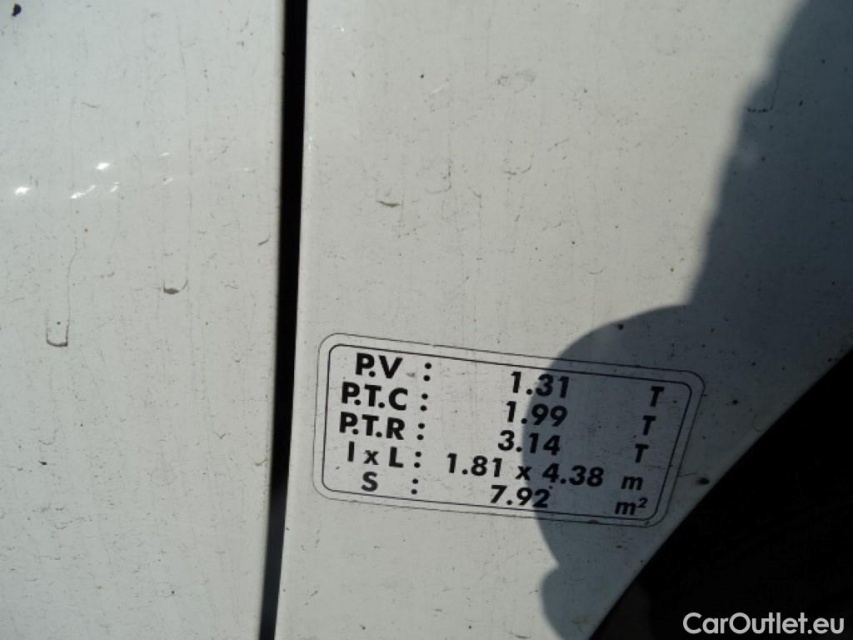 P.V : 1.31 T
P.T.C : 1.99 T
P.T.R : 3.14 T
l x L : 1.81 x 4.38 m
S : 7.92 m²
CarOutlet.eu